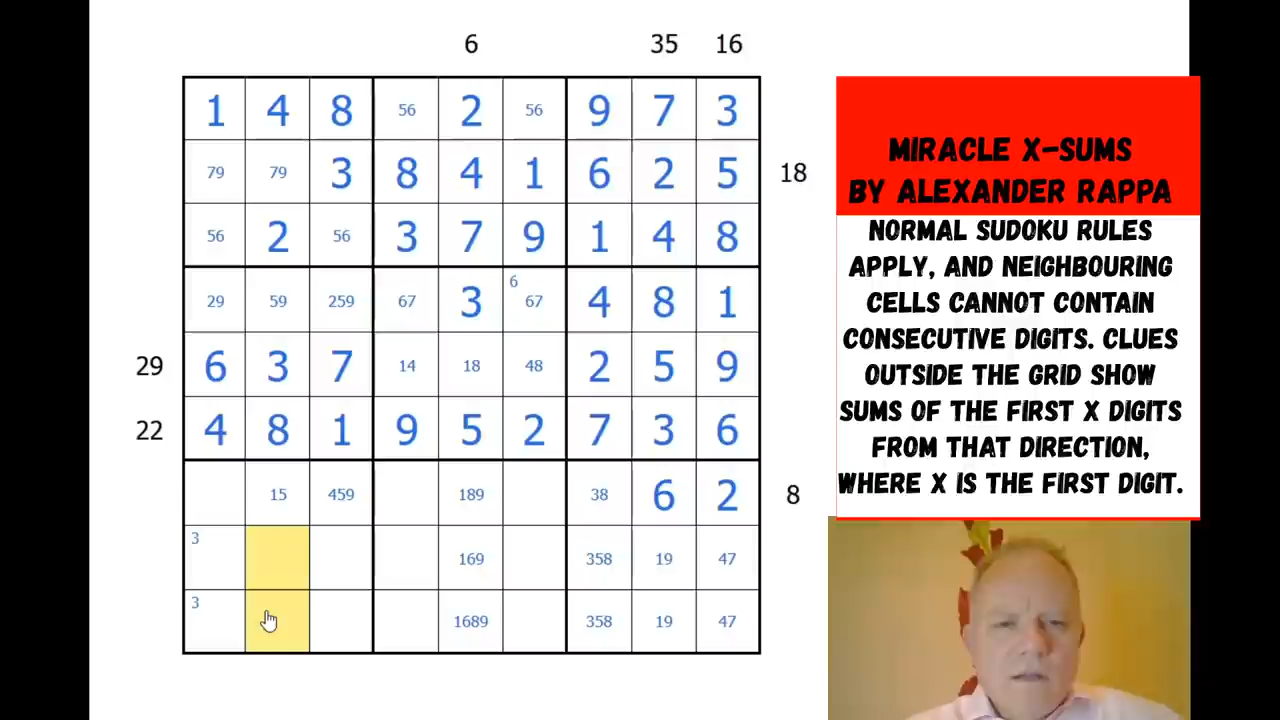 6 35 16
1 4 8 56 2 56 9 7 3
79 79 3 8 4 1 6 2 5 18
56 2 56 3 7 9 1 4 8
29 59 259 67 3 6 67 4 8 1
29 6 3 7 14 18 48 2 5 9
22 4 8 1 9 5 2 7 3 6
15 459 189 38 6 2 8
3 169 358 19 47
3 1689 358 19 47
MIRACLE X-SUMS
BY ALEXANDER RAPPA
NORMAL SUDOKU RULES
APPLY, AND NEIGHBOURING
CELLS CANNOT CONTAIN
CONSECUTIVE DIGITS. CLUES
OUTSIDE THE GRID SHOW
SUMS OF THE FIRST X DIGITS
FROM THAT DIRECTION,
WHERE X IS THE FIRST DIGIT.